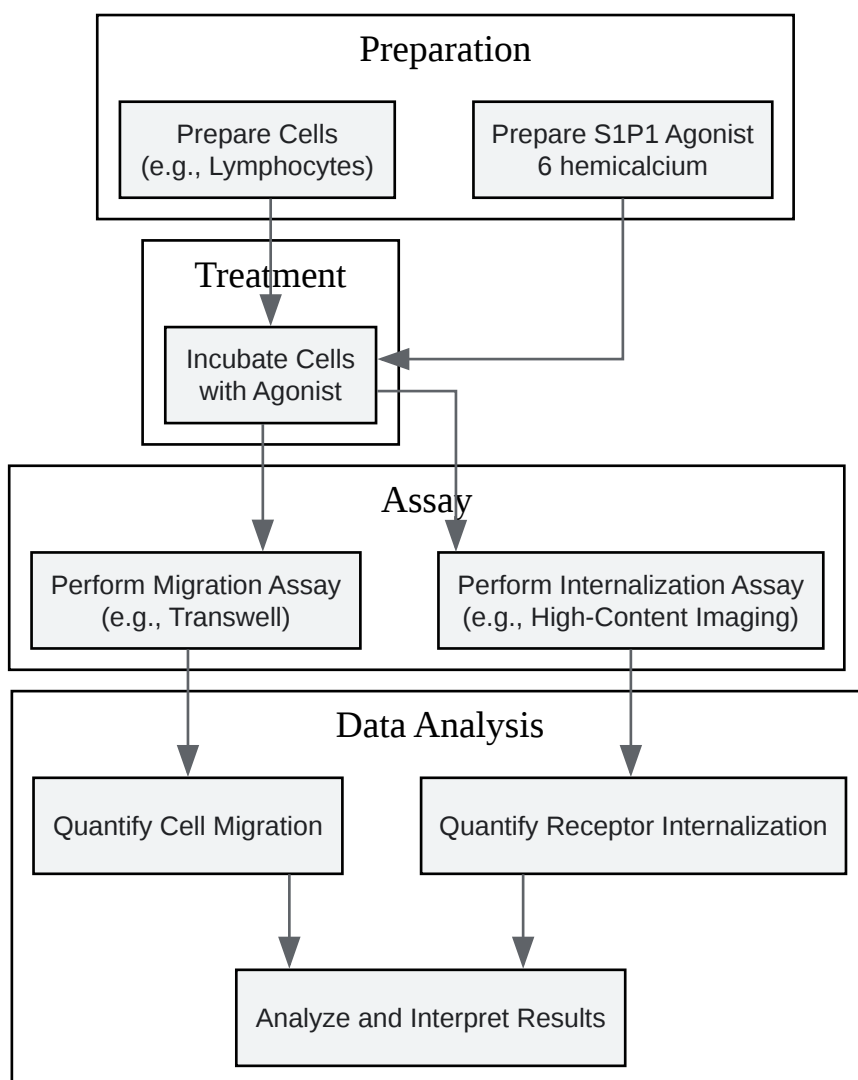 Preparation
Prepare Cells
(e.g., Lymphocytes)
Prepare S1P1 Agonist
6 hemicalcium
Treatment
Incubate Cells
with Agonist
Assay
Perform Migration Assay
(e.g., Transwell)
Perform Internalization Assay
(e.g., High-Content Imaging)
Data Analysis
Quantify Cell Migration
Quantify Receptor Internalization
Analyze and Interpret Results